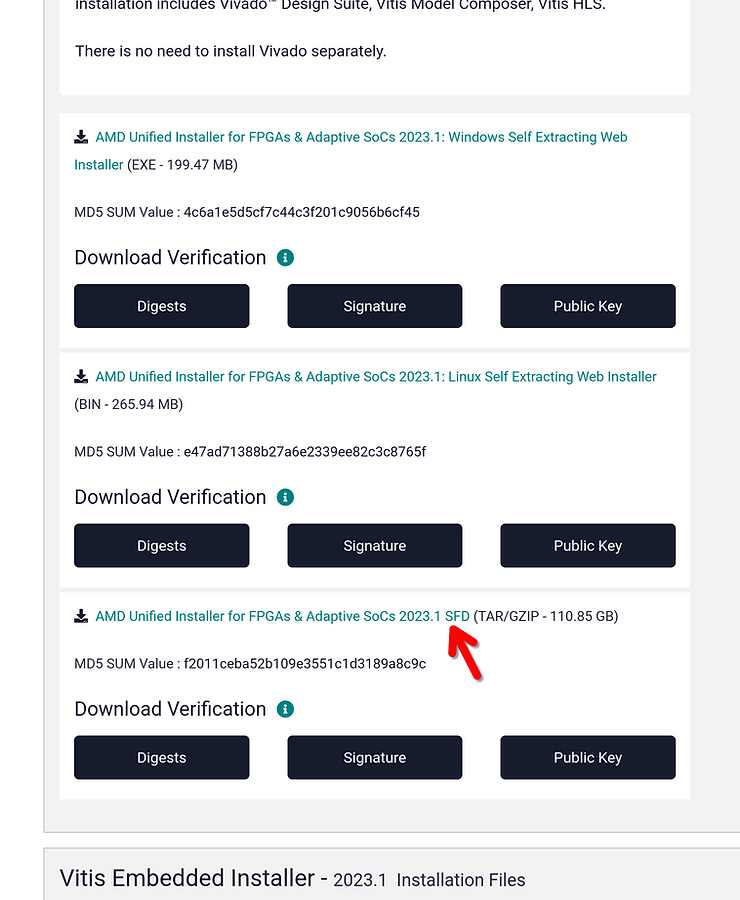 installation includes Vivado™ Design Suite, Vitis Model Composer, Vitis HLS.
There is no need to install Vivado separately.
AMD Unified Installer for FPGAs & Adaptive SoCs 2023.1: Windows Self Extracting Web
Installer (EXE - 199.47 MB)
MD5 SUM Value : 4c6a1e5d5cf7c44c3f201c9056b6cf45
Download Verification
Digests Signature Public Key
AMD Unified Installer for FPGAs & Adaptive SoCs 2023.1: Linux Self Extracting Web Installer
(BIN - 265.94 MB)
MD5 SUM Value : e47ad71388b27a6e2339ee82c3c8765f
Download Verification
Digests Signature Public Key
AMD Unified Installer for FPGAs & Adaptive SoCs 2023.1 SFD (TAR/GZIP - 110.85 GB)
MD5 SUM Value : f2011ceba52b109e3551c1d3189a8c9c
Download Verification
Digests Signature Public Key
Vitis Embedded Installer - 2023.1 Installation Files